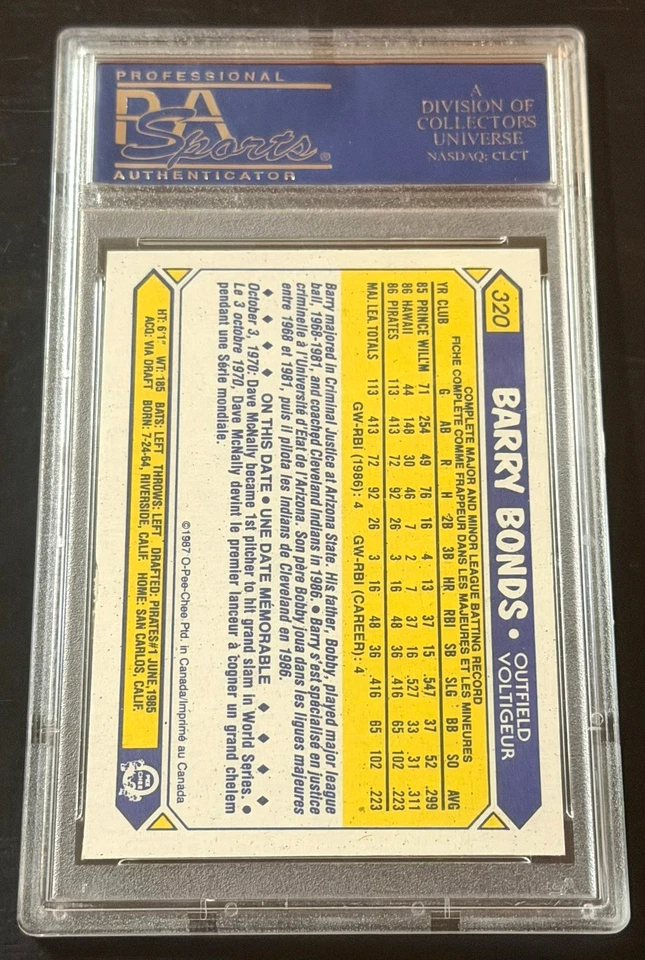 PROFESSIONAL
PSA
Sports®
AUTHENTICATOR
A
DIVISION OF
COLLECTORS
UNIVERSE
NASDAQ: CLCT
320
BARRY BONDS • OUTFIELD
VOLTIGEUR
COMPLETE MAJOR AND MINOR LEAGUE BATTING RECORD
FICHE COMPLÈTE COMME FRAPPEUR DANS LES MAJEURES ET LES MINEURES
YR CLUB G AB R H 2B 3B HR RBI SB SLG BB SO AVG
85 PRINCE WILL'M 71 254 49 76 16 4 13 37 15 .547 37 52 .299
86 HAWAII 44 148 30 46 7 2 7 37 16 .527 33 31 .311
86 PIRATES 113 413 72 92 26 3 16 48 36 .416 65 102 .223
MAJ. LEA. TOTALS 113 413 72 92 26 3 16 48 36 .416 65 102 .223
GW-RBI (1986): 4 GW-RBI (CAREER): 4
Barry majored in Criminal Justice at Arizona State. His father, Bobby, played major league
ball, 1968-1981, and coached Cleveland Indians in 1986. • Barry s'est spécialisé en justice
criminelle à l'Université d'État de l'Arizona. Son père Bobby joua dans les ligues majeures
entre 1968 et 1981, puis il pilota les Indians de Cleveland en 1986.
♦ ♦ ♦ ♦ ON THIS DATE • UNE DATE MÉMORABLE ♦ ♦ ♦ ♦
October 3, 1970: Dave McNally became 1st pitcher to hit grand slam in World Series. •
Le 3 octobre 1970, Dave McNally devint le premier lanceur à cogner un grand chelem
pendant une Série mondiale.
©1987 O-Pee-Chee Ptd. in Canada/Imprimé au Canada
HT: 6'1" WT: 185 BATS: LEFT THROWS: LEFT DRAFTED: PIRATES #1 JUNE, 1985
ACQ: VIA DRAFT BORN: 7-24-64, RIVERSIDE, CALIF. HOME: SAN CARLOS, CALIF.
O
PEE
CHEE